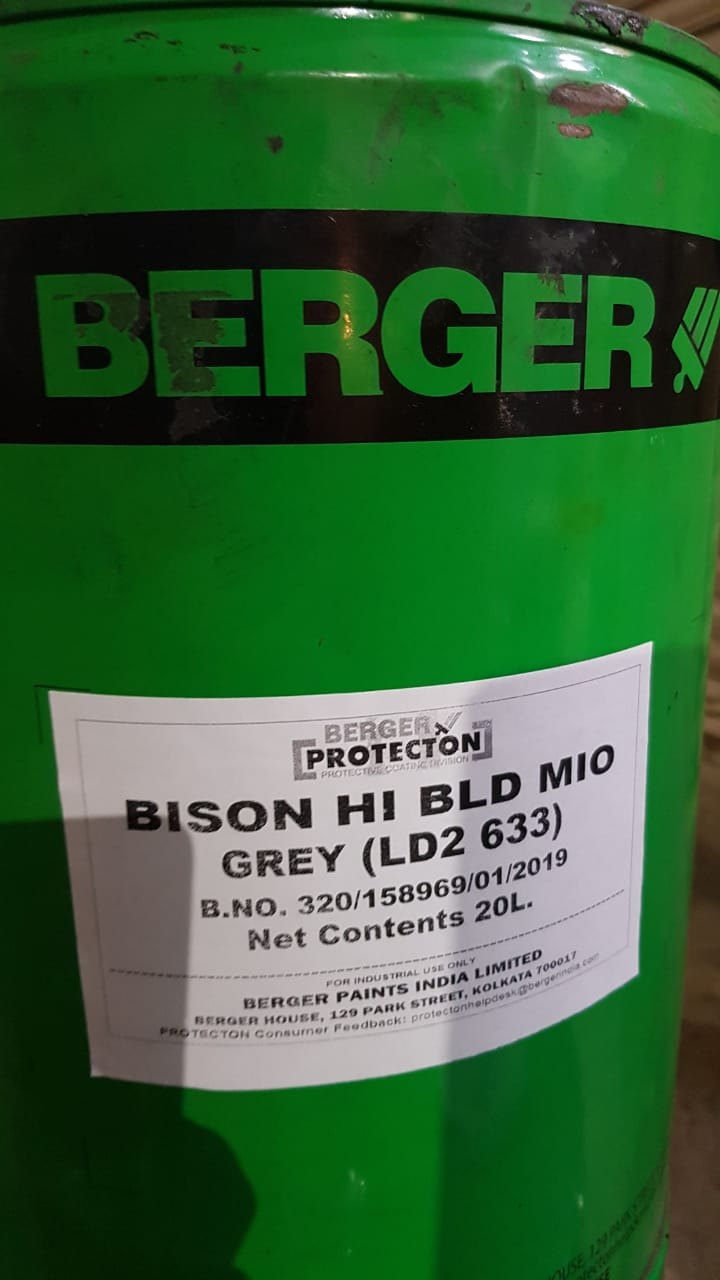 BERGER
BERGER
PROTECTON
PROTECTIVE COATING DIVISION
BISON HI BLD MIO
GREY (LD2 633)
B.NO. 320/158969/01/2019
Net Contents 20L.
FOR INDUSTRIAL USE ONLY
BERGER PAINTS INDIA LIMITED
BERGER HOUSE, 129 PARK STREET, KOLKATA 700017
PROTECTON Consumer Feedback: protectonhelpdesk@bergerindia.com